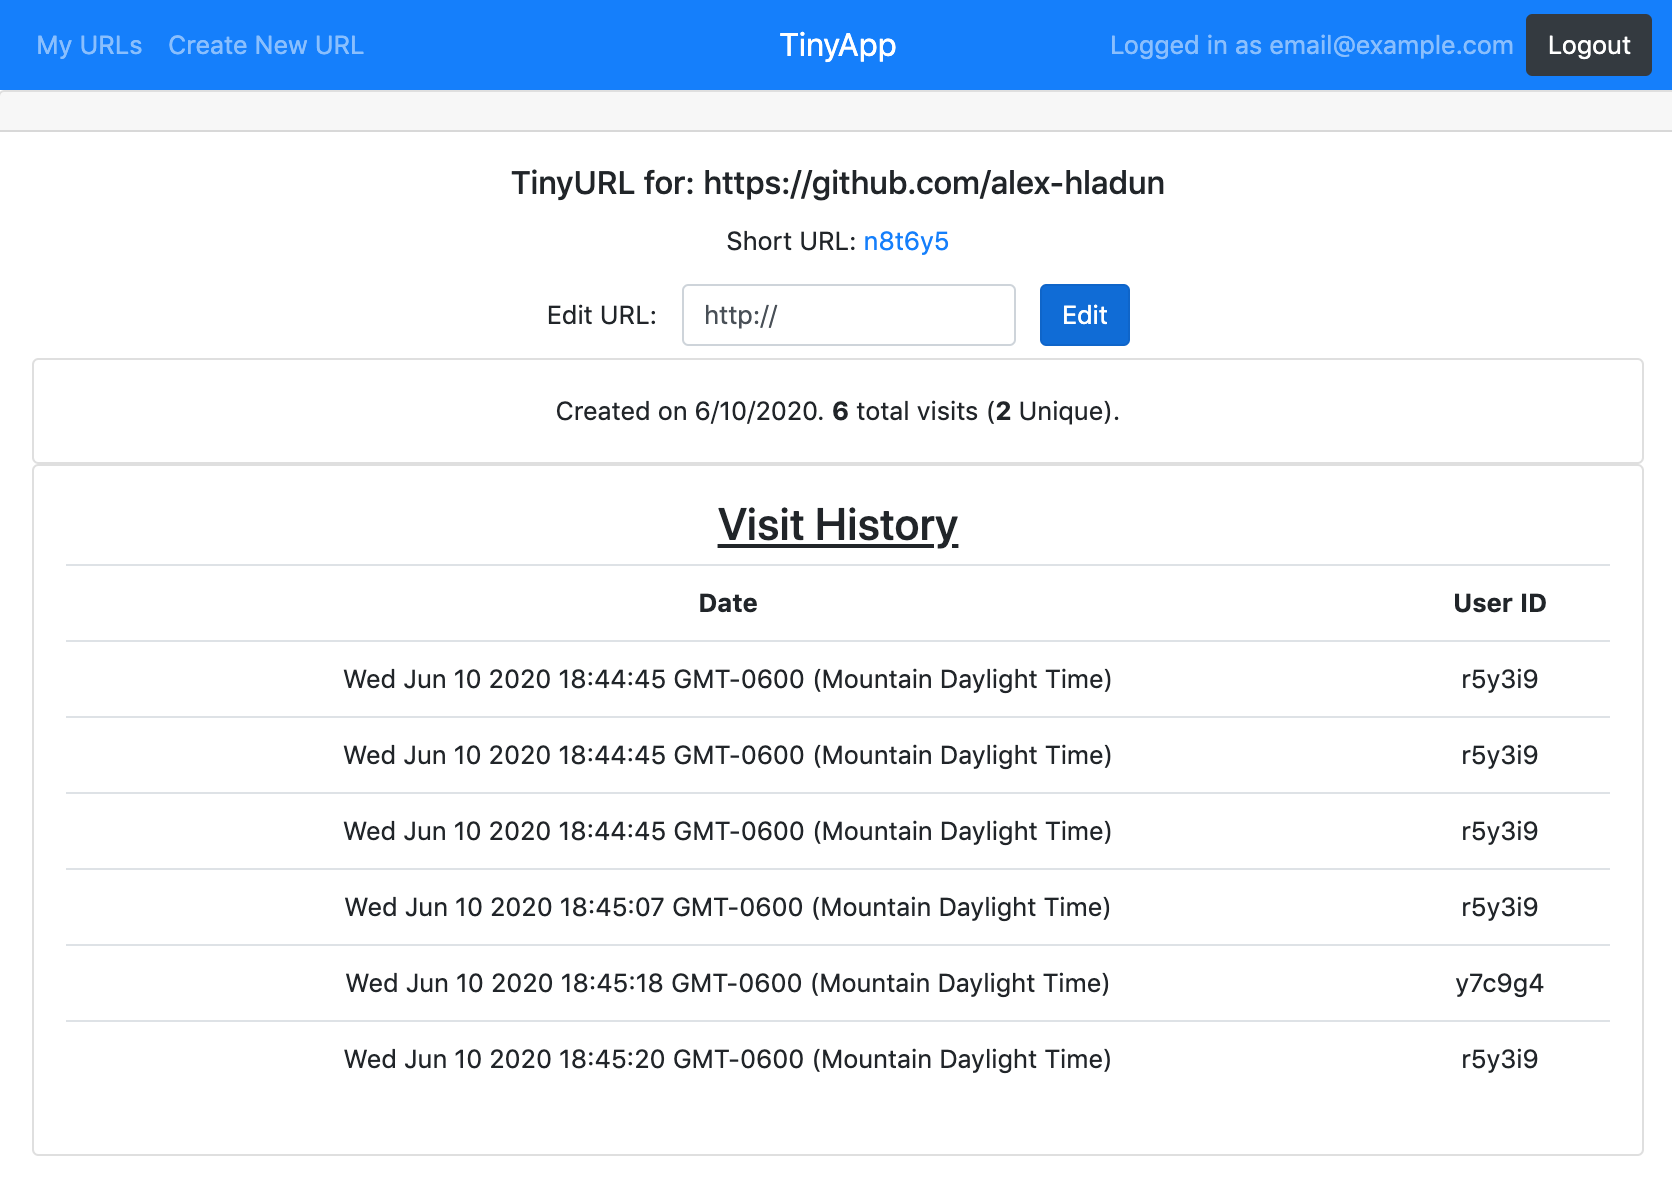 My URLs Create New URL TinyApp Logged in as email@example.com Logout
TinyURL for: https://github.com/alex-hladun
Short URL: n8t6y5
Edit URL: http:// Edit
Created on 6/10/2020. 6 total visits (2 Unique).
Visit History
Date User ID
Wed Jun 10 2020 18:44:45 GMT-0600 (Mountain Daylight Time) r5y3i9
Wed Jun 10 2020 18:44:45 GMT-0600 (Mountain Daylight Time) r5y3i9
Wed Jun 10 2020 18:44:45 GMT-0600 (Mountain Daylight Time) r5y3i9
Wed Jun 10 2020 18:45:07 GMT-0600 (Mountain Daylight Time) r5y3i9
Wed Jun 10 2020 18:45:18 GMT-0600 (Mountain Daylight Time) y7c9g4
Wed Jun 10 2020 18:45:20 GMT-0600 (Mountain Daylight Time) r5y3i9